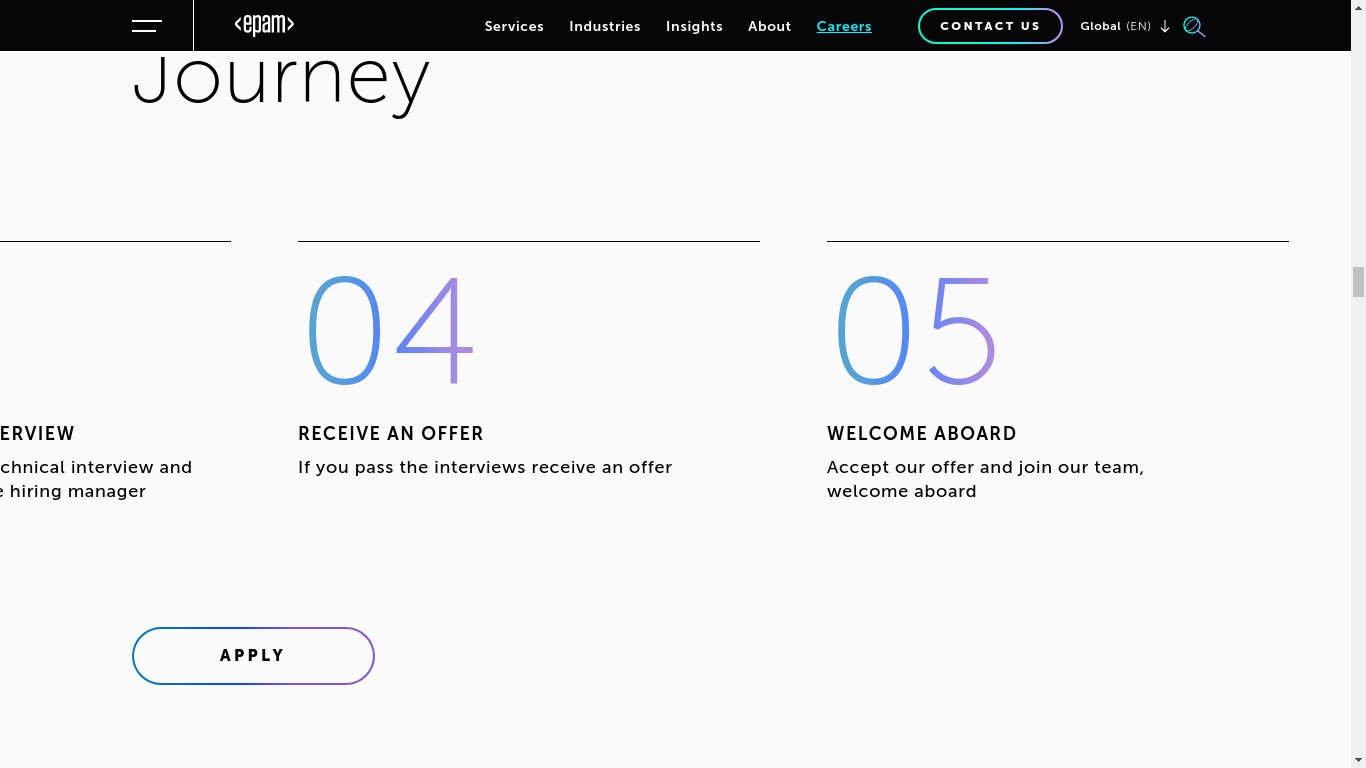 <epam>
Services
Industries
Insights
About
Careers
CONTACT US
Global (EN)
Journey
04
05
ERVIEW
RECEIVE AN OFFER
WELCOME ABOARD
chnical interview and
e hiring manager
If you pass the interviews receive an offer
Accept our offer and join our team,
welcome aboard
APPLY